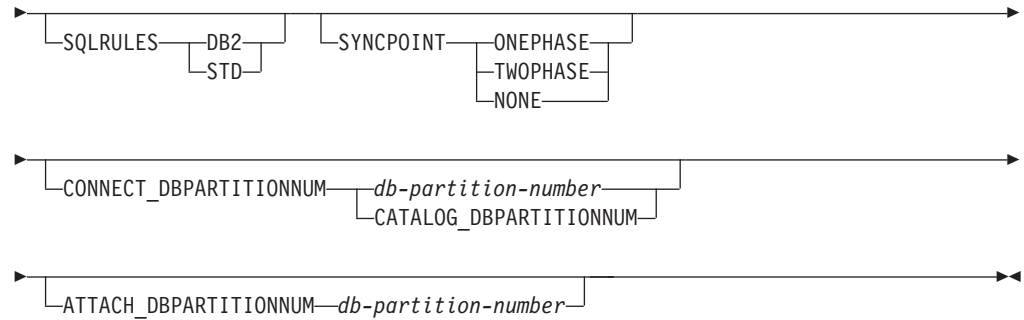 SQLRULES DB2 SYNCPOINT ONEPHASE
STD TWOPHASE
NONE
CONNECT_DBPARTITIONNUM db-partition-number
CATALOG_DBPARTITIONNUM
ATTACH_DBPARTITIONNUM db-partition-number